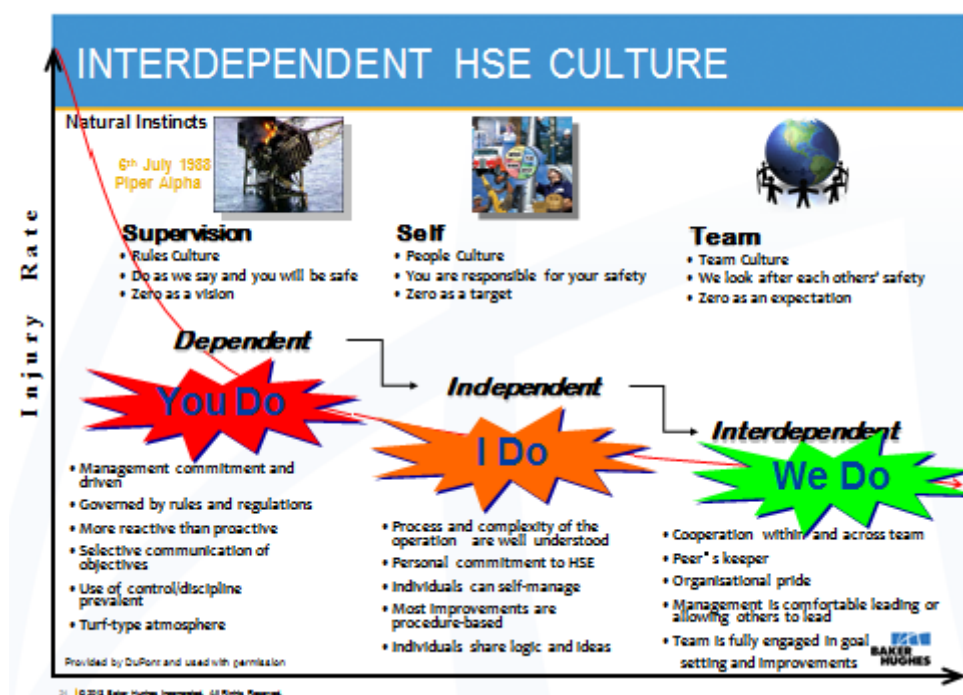 INTERDEPENDENT HSE CULTURE
Natural Instincts
6th July 1988
Piper Alpha
Injury Rate
Supervision
• Rules Culture
• Do as we say and you will be safe
• Zero as a vision
Self
• People Culture
• You are responsible for your safety
• Zero as a target
Team
• Team Culture
• We look after each others' safety
• Zero as an expectation
Dependent
Independent
Interdependent
You Do
I Do
We Do
• Management commitment and
driven
• Governed by rules and regulations
• More reactive than proactive
• Selective communication of
objectives
• Use of control/discipline
prevalent
• Turf-type atmosphere
• Process and complexity of the
operation are well understood
• Personal commitment to HSE
• Individuals can self-manage
• Most improvements are
procedure-based
• Individuals share logic and ideas
• Cooperation within and across team
• Peer's keeper
• Organisational pride
• Management is comfortable leading or
allowing others to lead
• Team is fully engaged in goal
setting and improvements
BAKER
HUGHES
Provided by DuPont and used with permission
© 2013 Baker Hughes Incorporated. All Rights Reserved.